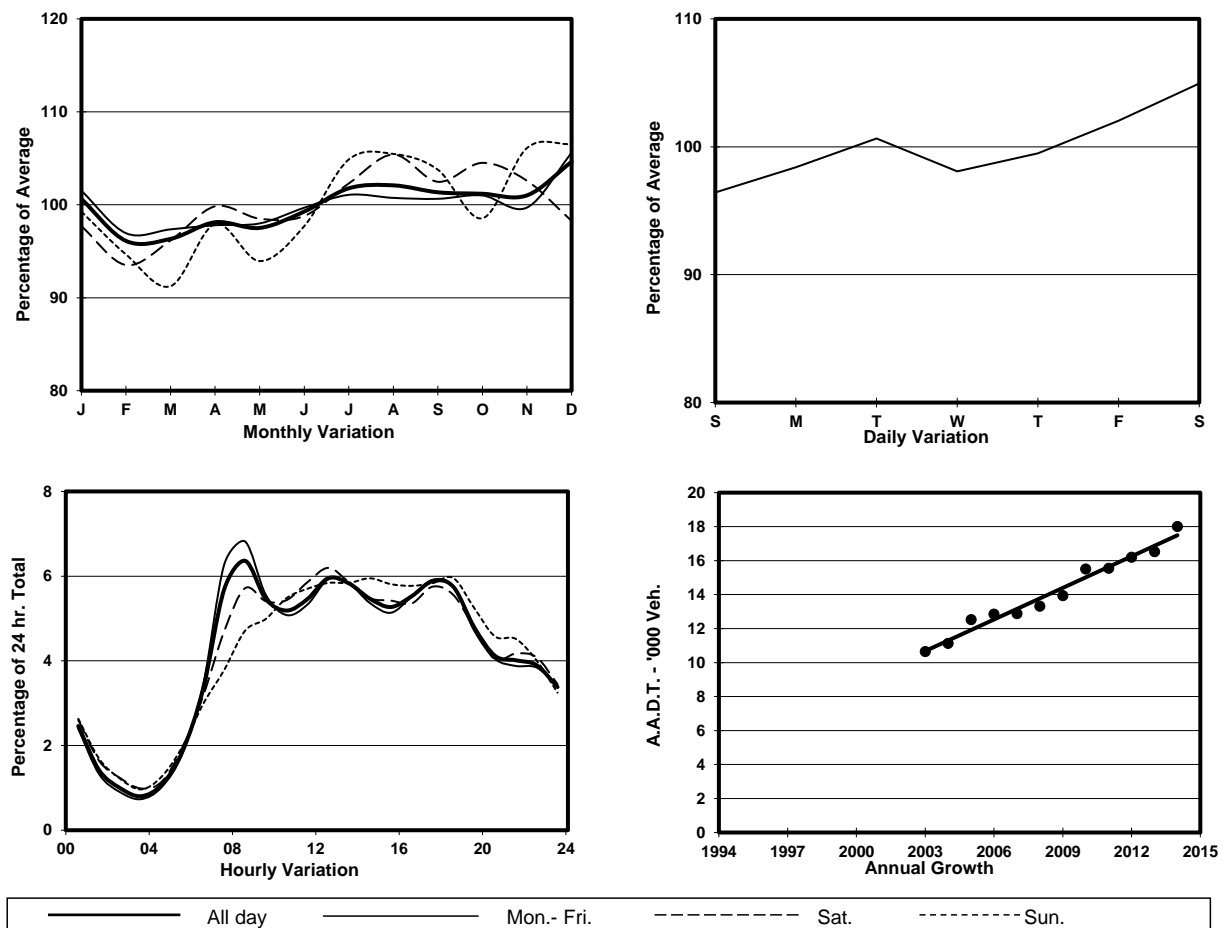 120
110
100
90
80
Percentage of Average
J F M A M J J A S O N D
Monthly Variation
110
100
90
80
Percentage of Average
S M T W T F S
Daily Variation
8
6
4
2
0
Percentage of 24 hr. Total
00 04 08 12 16 20 24
Hourly Variation
20
18
16
14
12
10
8
6
4
2
0
A.A.D.T. - '000 Veh.
1994 1997 2000 2003 2006 2009 2012 2015
Annual Growth
All day Mon.- Fri. Sat. Sun.